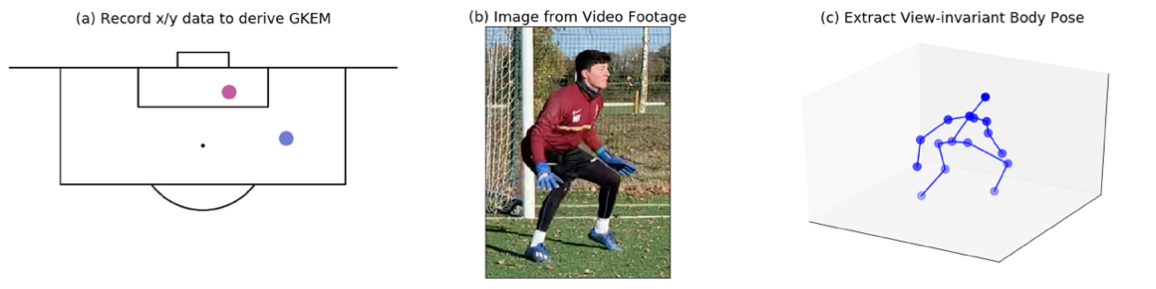 (a) Record x/y data to derive GKEM
(b) Image from Video Footage
(c) Extract View-invariant Body Pose